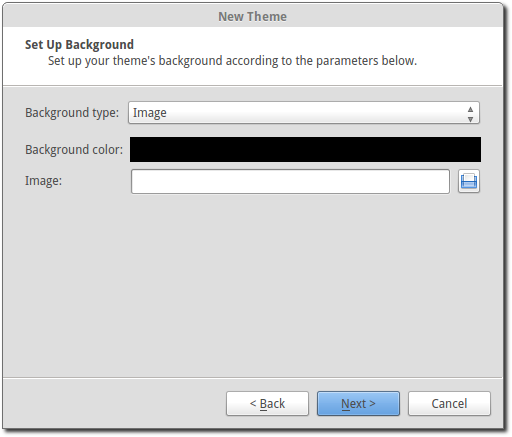 New Theme
Set Up Background
Set up your theme's background according to the parameters below.
Background type: Image
Background color:
Image:
< Back Next > Cancel